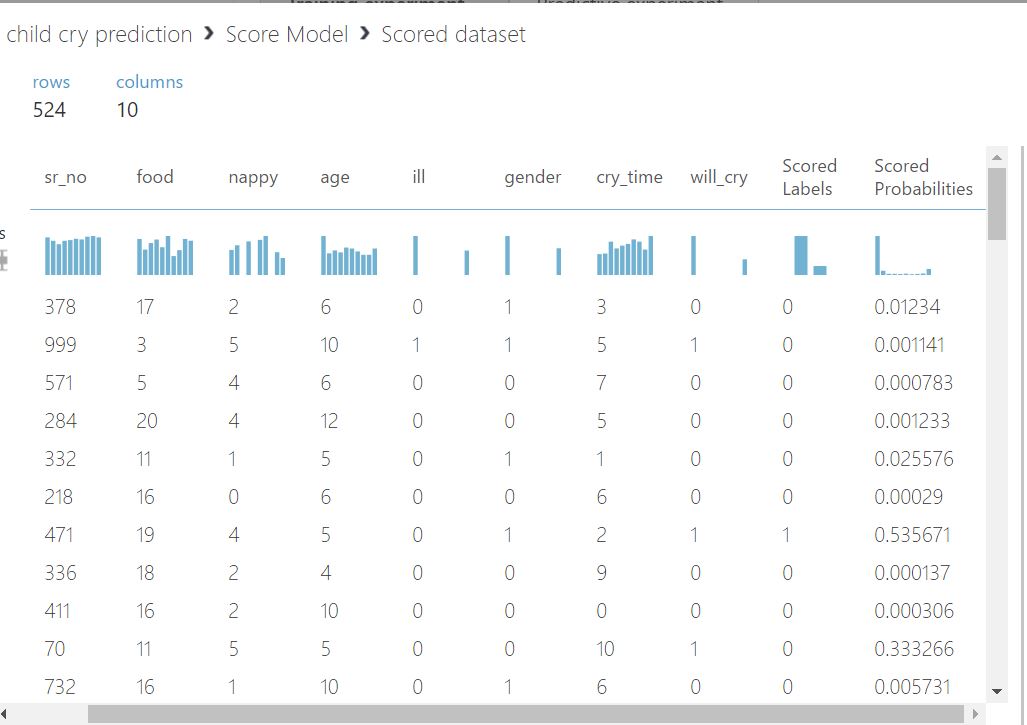 child cry prediction › Score Model › Scored dataset
rows columns
524 10
sr_no food nappy age ill gender cry_time will_cry Scored Labels Scored Probabilities
378 17 2 6 0 1 3 0 0 0.01234
999 3 5 10 1 1 5 1 0 0.001141
571 5 4 6 0 0 7 0 0 0.000783
284 20 4 12 0 0 5 0 0 0.001233
332 11 1 5 0 1 1 0 0 0.025576
218 16 0 6 0 0 6 0 0 0.00029
471 19 4 5 0 1 2 1 1 0.535671
336 18 2 4 0 0 9 0 0 0.000137
411 16 2 10 0 0 0 0 0 0.000306
70 11 5 5 0 0 10 1 0 0.333266
732 16 1 10 0 1 6 0 0 0.005731